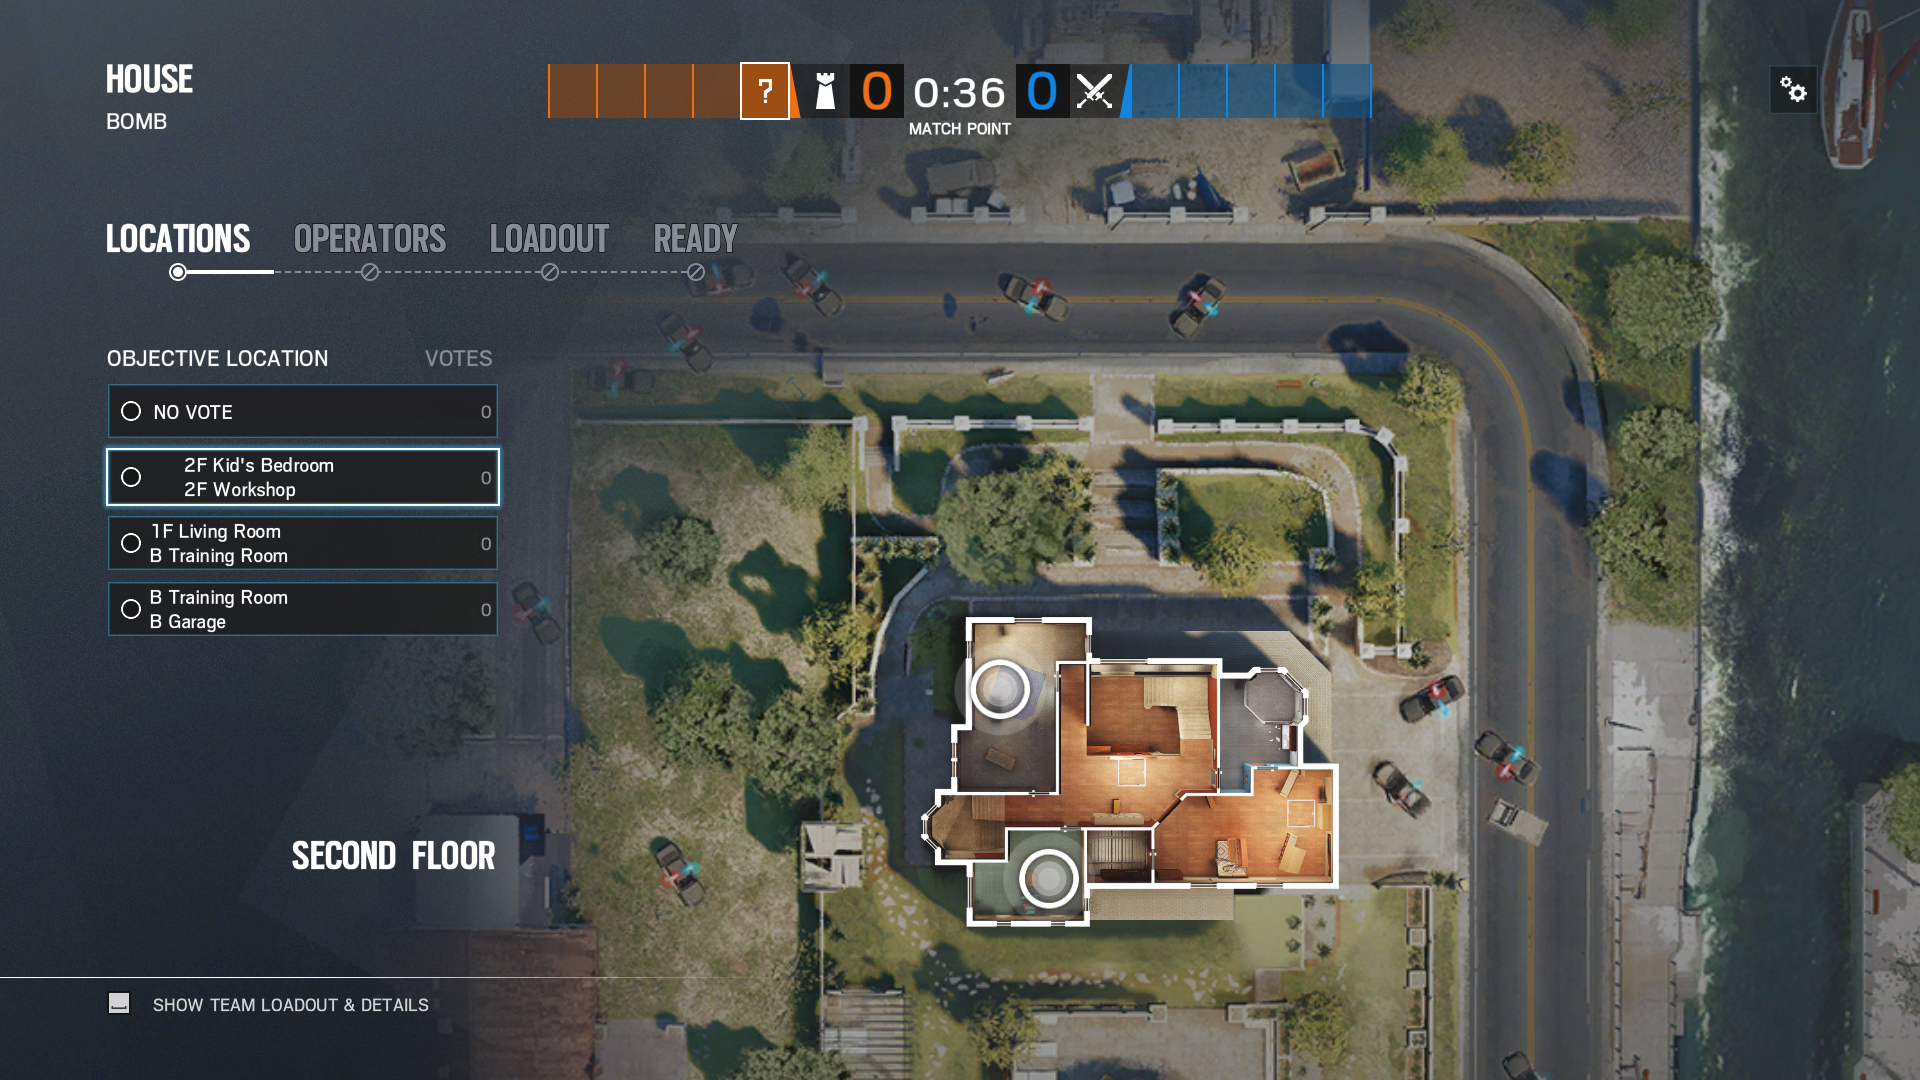 HOUSE
BOMB
?
0
0:36
0
MATCH POINT
LOCATIONS
OPERATORS
LOADOUT
READY
OBJECTIVE LOCATION
VOTES
NO VOTE
0
2F Kid's Bedroom
2F Workshop
0
1F Living Room
B Training Room
0
B Training Room
B Garage
0
SECOND FLOOR
SHOW TEAM LOADOUT & DETAILS